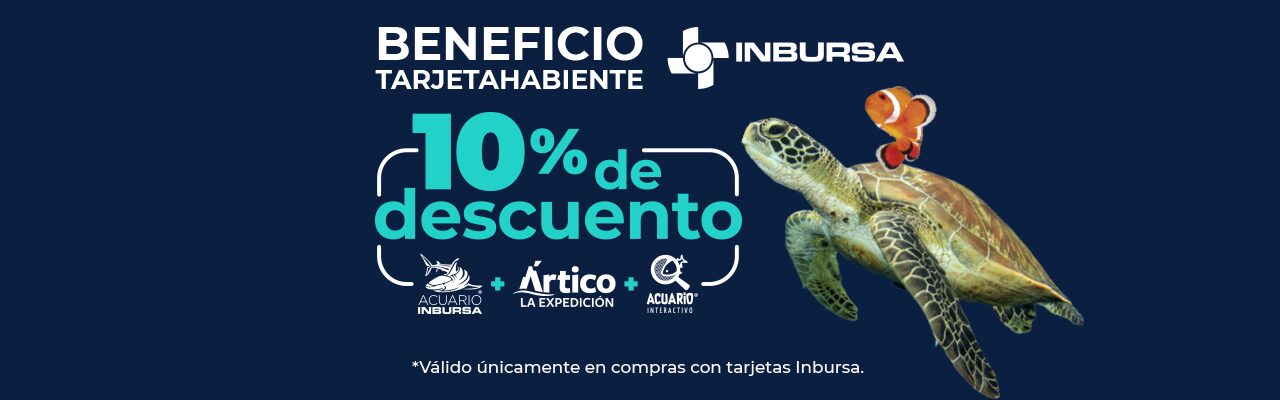 BENEFICIO
TARJETAHABIENTE
INBURSA
10% de
descuento
ACUARIO
INBURSA®
+
Ártico
LA EXPEDICIÓN
+
ACUARIO®
INTERACTIVO
*Válido únicamente en compras con tarjetas Inbursa.